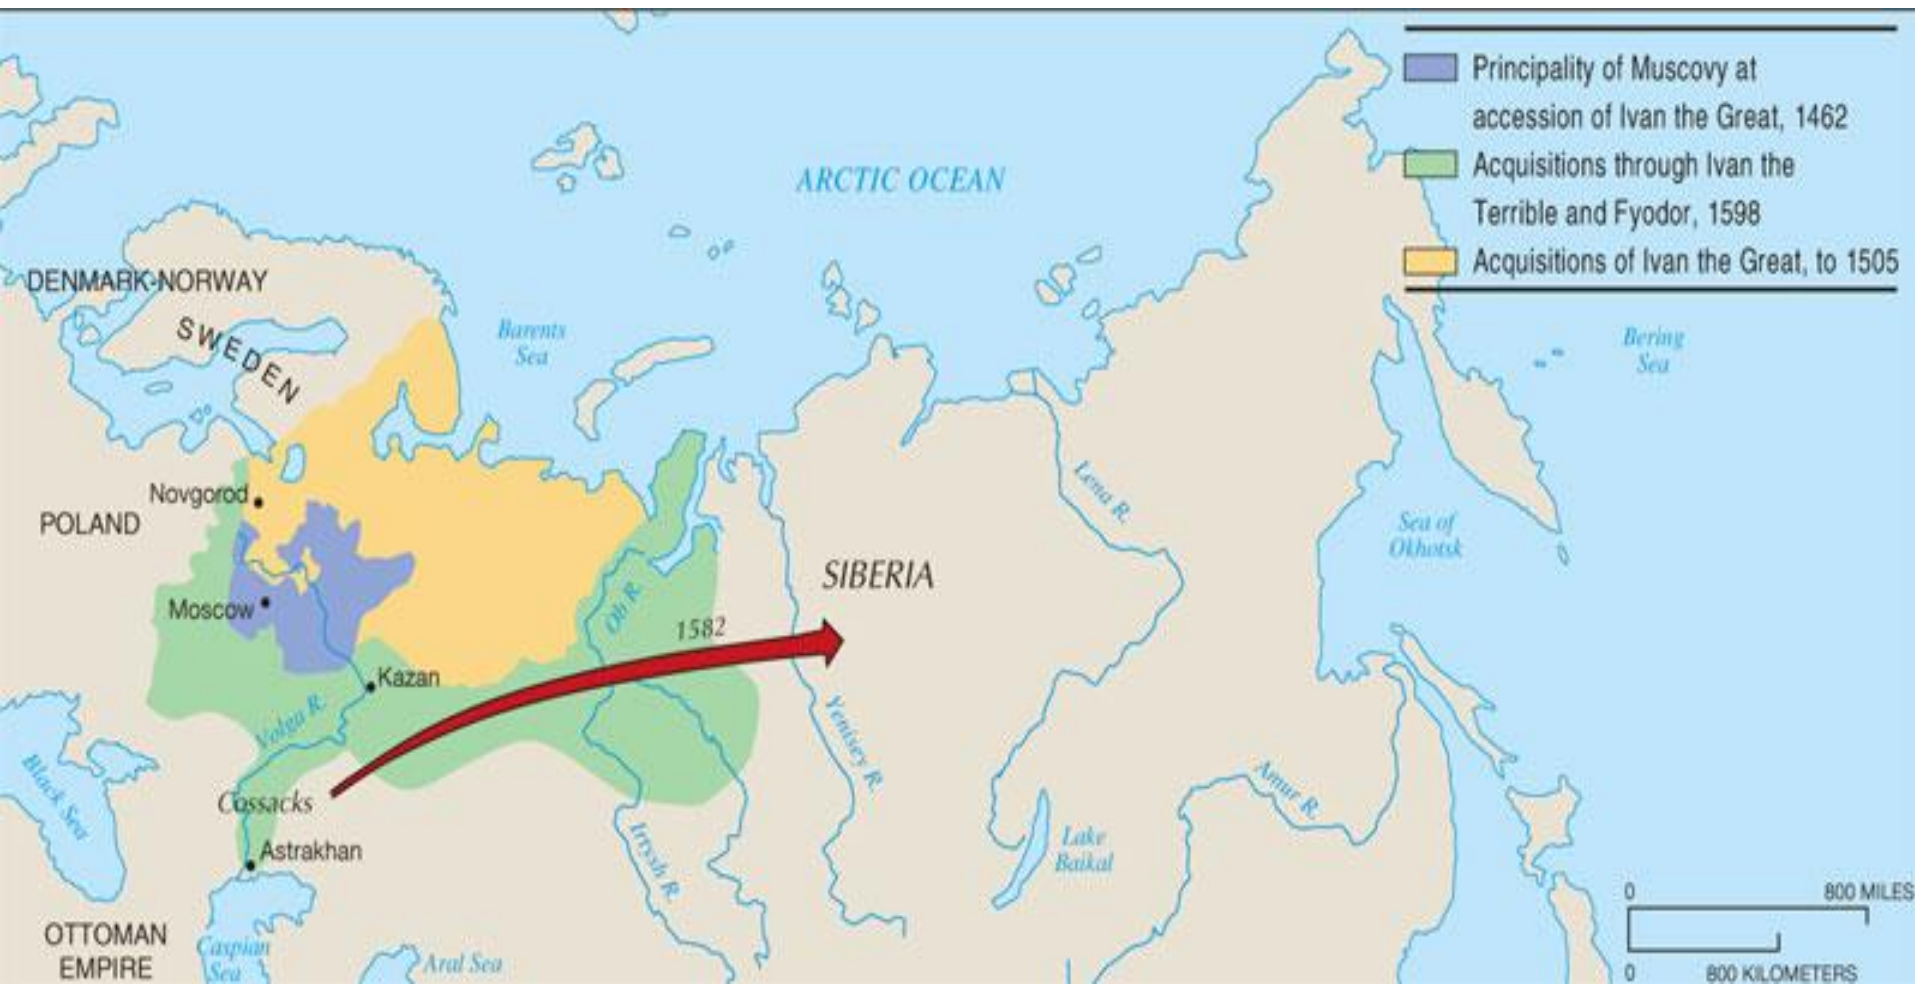 Principality of Muscovy at
accession of Ivan the Great, 1462
Acquisitions through Ivan the
Terrible and Fyodor, 1598
Acquisitions of Ivan the Great, to 1505
ARCTIC OCEAN
DENMARK-NORWAY
SWEDEN
Barents
Sea
Bering
Sea
Novgorod
POLAND
Lena R.
Sea of
Okhotsk
SIBERIA
Moscow
Ob R.
1582
Kazan
Volga R.
Yenisey R.
Black Sea
Cossacks
Amur R.
Astrakhan
Irtysh R.
Lake
Baikal
0 800 MILES
OTTOMAN
EMPIRE
Caspian
Sea
Aral Sea
0 800 KILOMETERS